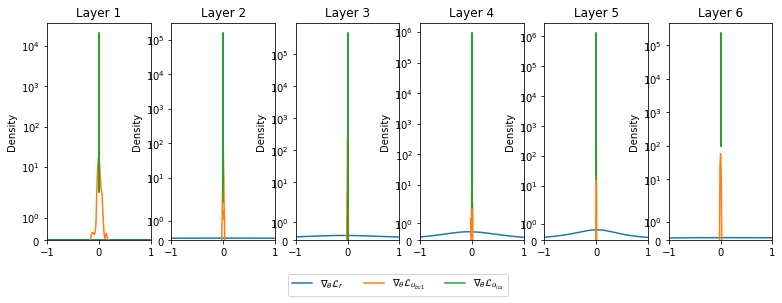 Layer 1 Layer 2 Layer 3 Layer 4 Layer 5 Layer 6
Density Density Density Density Density Density
10⁴ 10³ 10² 10¹ 10⁰ 0
10⁵ 10⁴ 10³ 10² 10¹ 10⁰ 0
10⁵ 10⁴ 10³ 10² 10¹ 10⁰ 0
10⁶ 10⁵ 10⁴ 10³ 10² 10¹ 10⁰ 0
10⁶ 10⁵ 10⁴ 10³ 10² 10¹ 10⁰ 0
10⁵ 10⁴ 10³ 10² 10¹ 10⁰ 0
−1 0 1 −1 0 1 −1 0 1 −1 0 1 −1 0 1 −1 0 1
∇θℒr ∇θℒu_bc1 ∇θℒu_ics